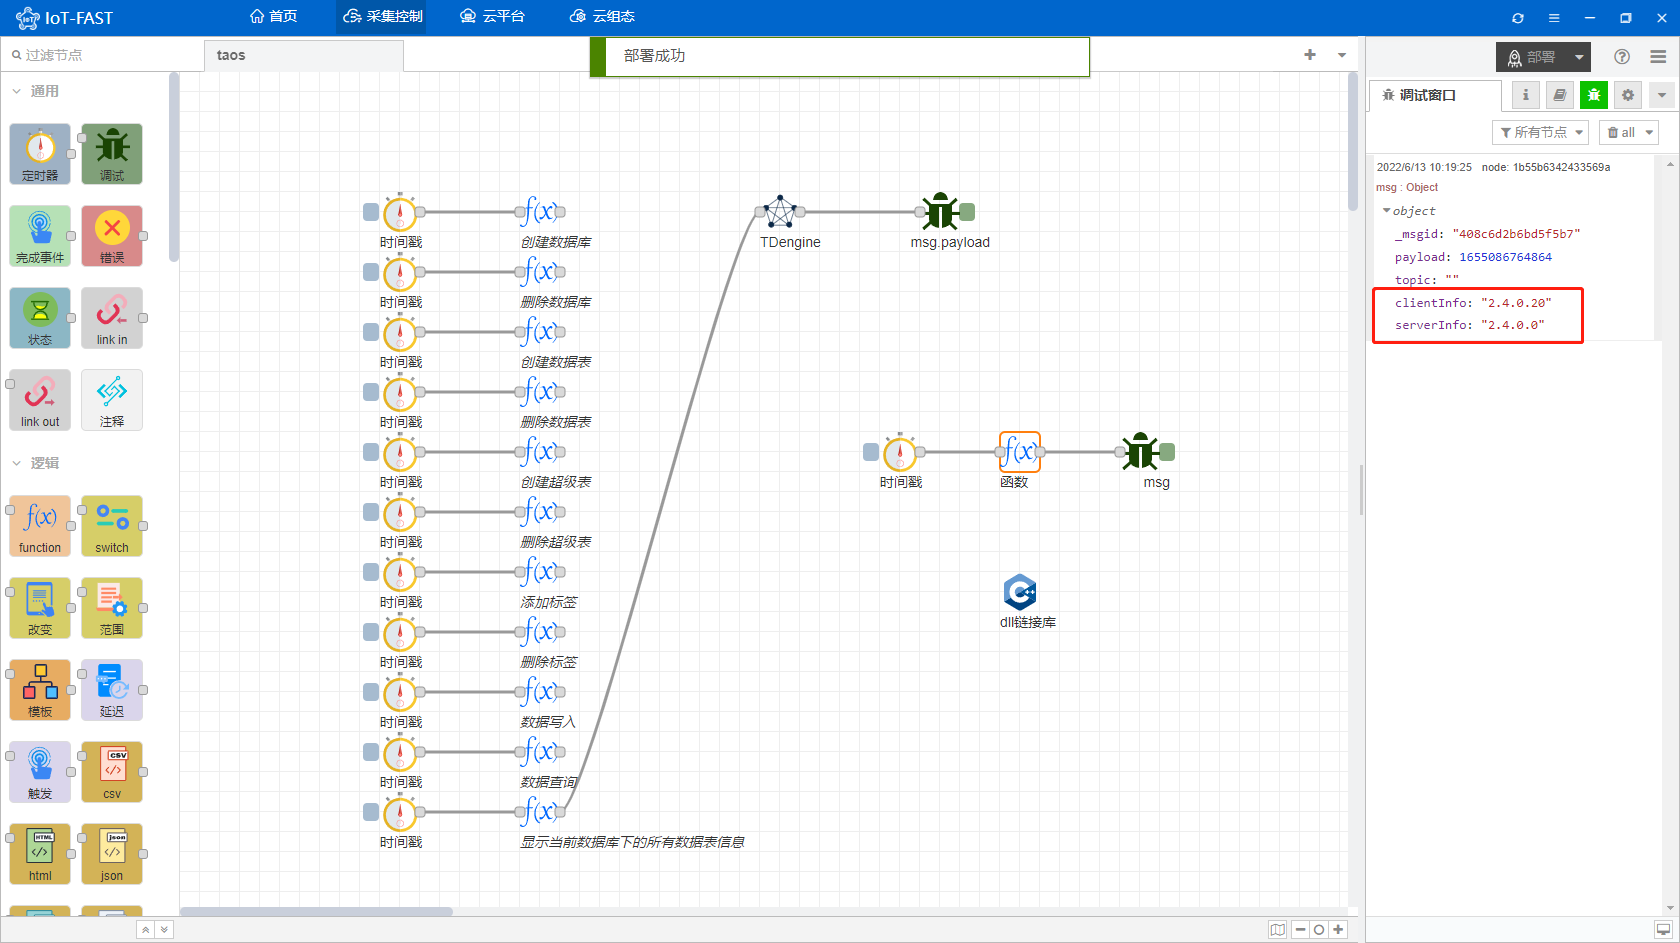 IoT-FAST
首页
采集控制
云平台
云组态
过滤节点
taos
部署成功
部署
调试窗口
所有节点
all
通用
定时器
调试
完成事件
错误
状态
link in
link out
注释
逻辑
function
switch
改变
范围
模板
延迟
触发
csv
html
json
时间戳
创建数据库
时间戳
删除数据库
时间戳
创建数据表
时间戳
删除数据表
时间戳
创建超级表
时间戳
删除超级表
时间戳
添加标签
时间戳
删除标签
时间戳
数据写入
时间戳
数据查询
时间戳
显示当前数据库下的所有数据表信息
TDengine
msg.payload
时间戳
函数
msg
dll链接库
2022/6/13 10:19:25 node: 1b55b6342433569a
msg : Object
object
_msgid: "408c6d2b6bd5f5b7"
payload: 1655086764864
topic: ""
clientInfo: "2.4.0.20"
serverInfo: "2.4.0.0"